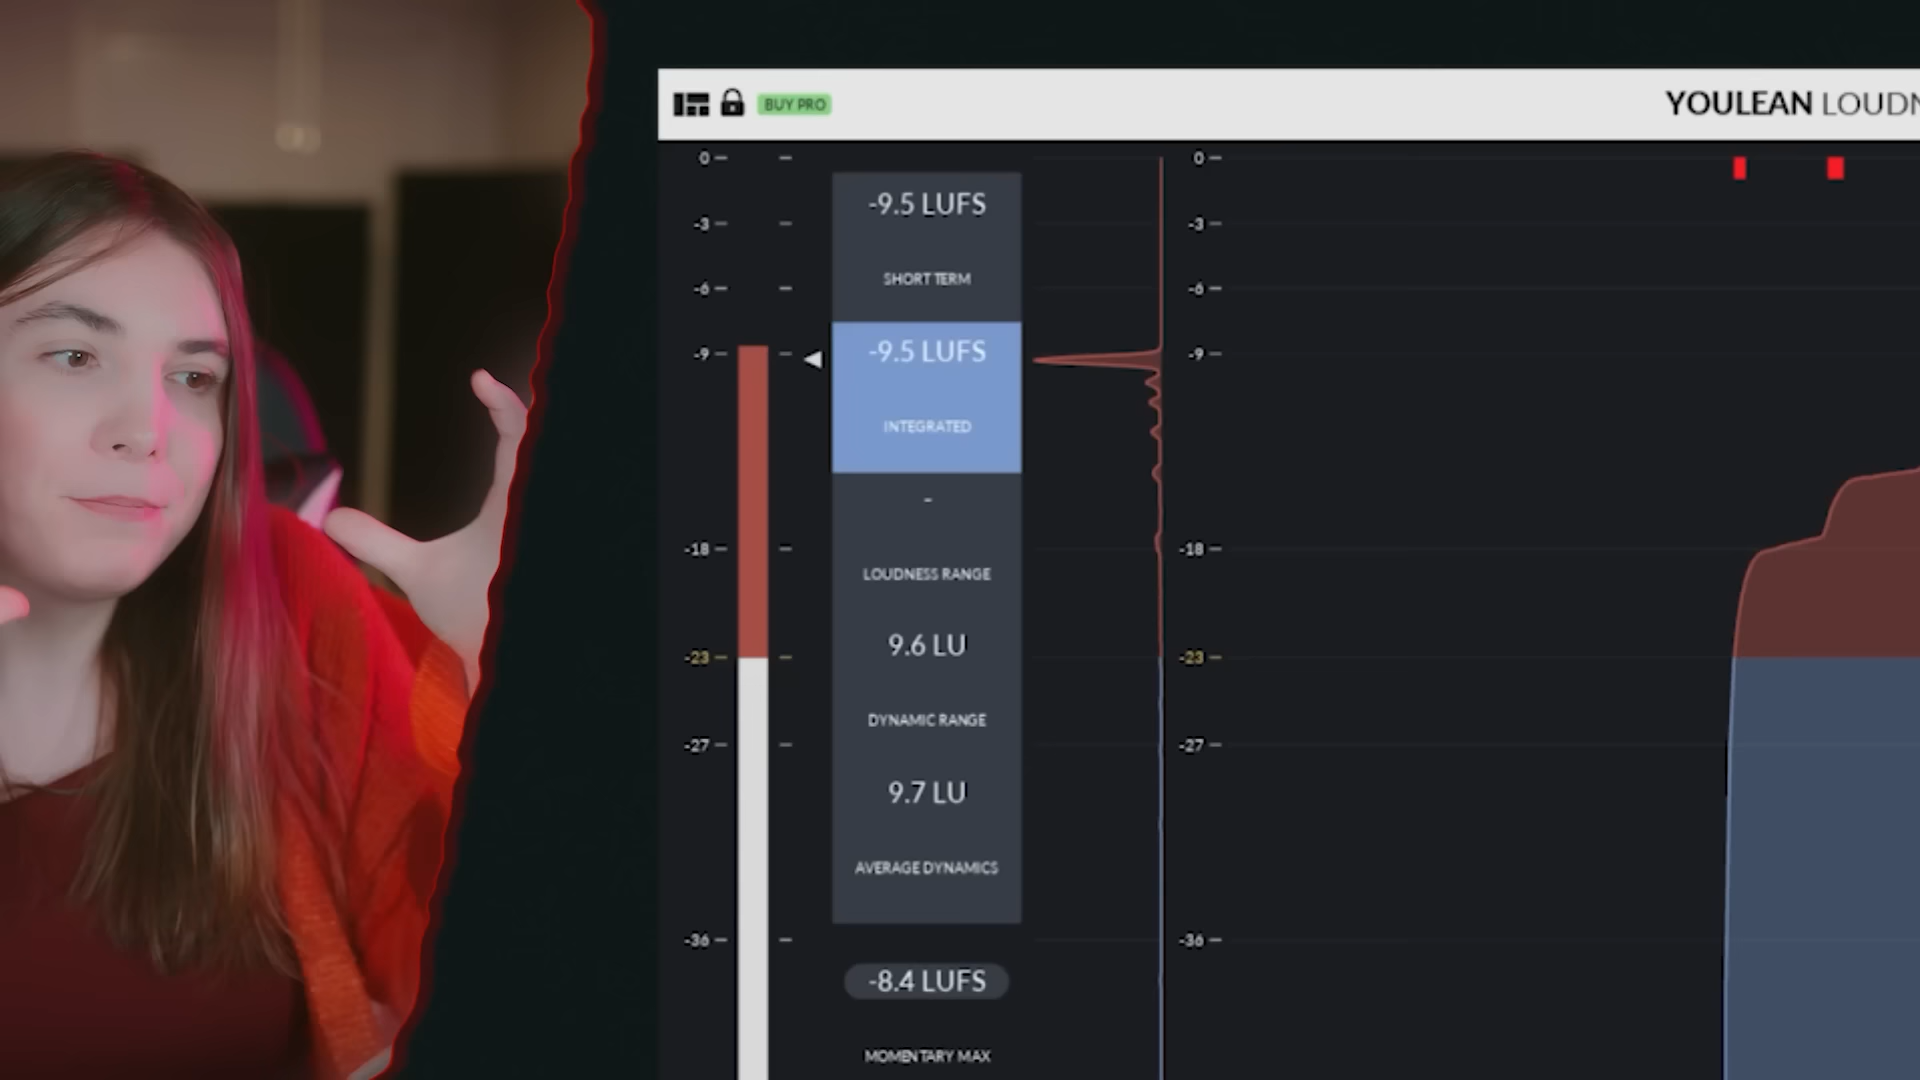 BUY PRO
YOULEAN LOUDN
0
-3
-6
-9
-18
-23
-27
-36
-9.5 LUFS
SHORT TERM
-9.5 LUFS
INTEGRATED
-
LOUDNESS RANGE
9.6 LU
DYNAMIC RANGE
9.7 LU
AVERAGE DYNAMICS
-8.4 LUFS
MOMENTARY MAX
0
-3
-6
-9
-18
-23
-27
-36